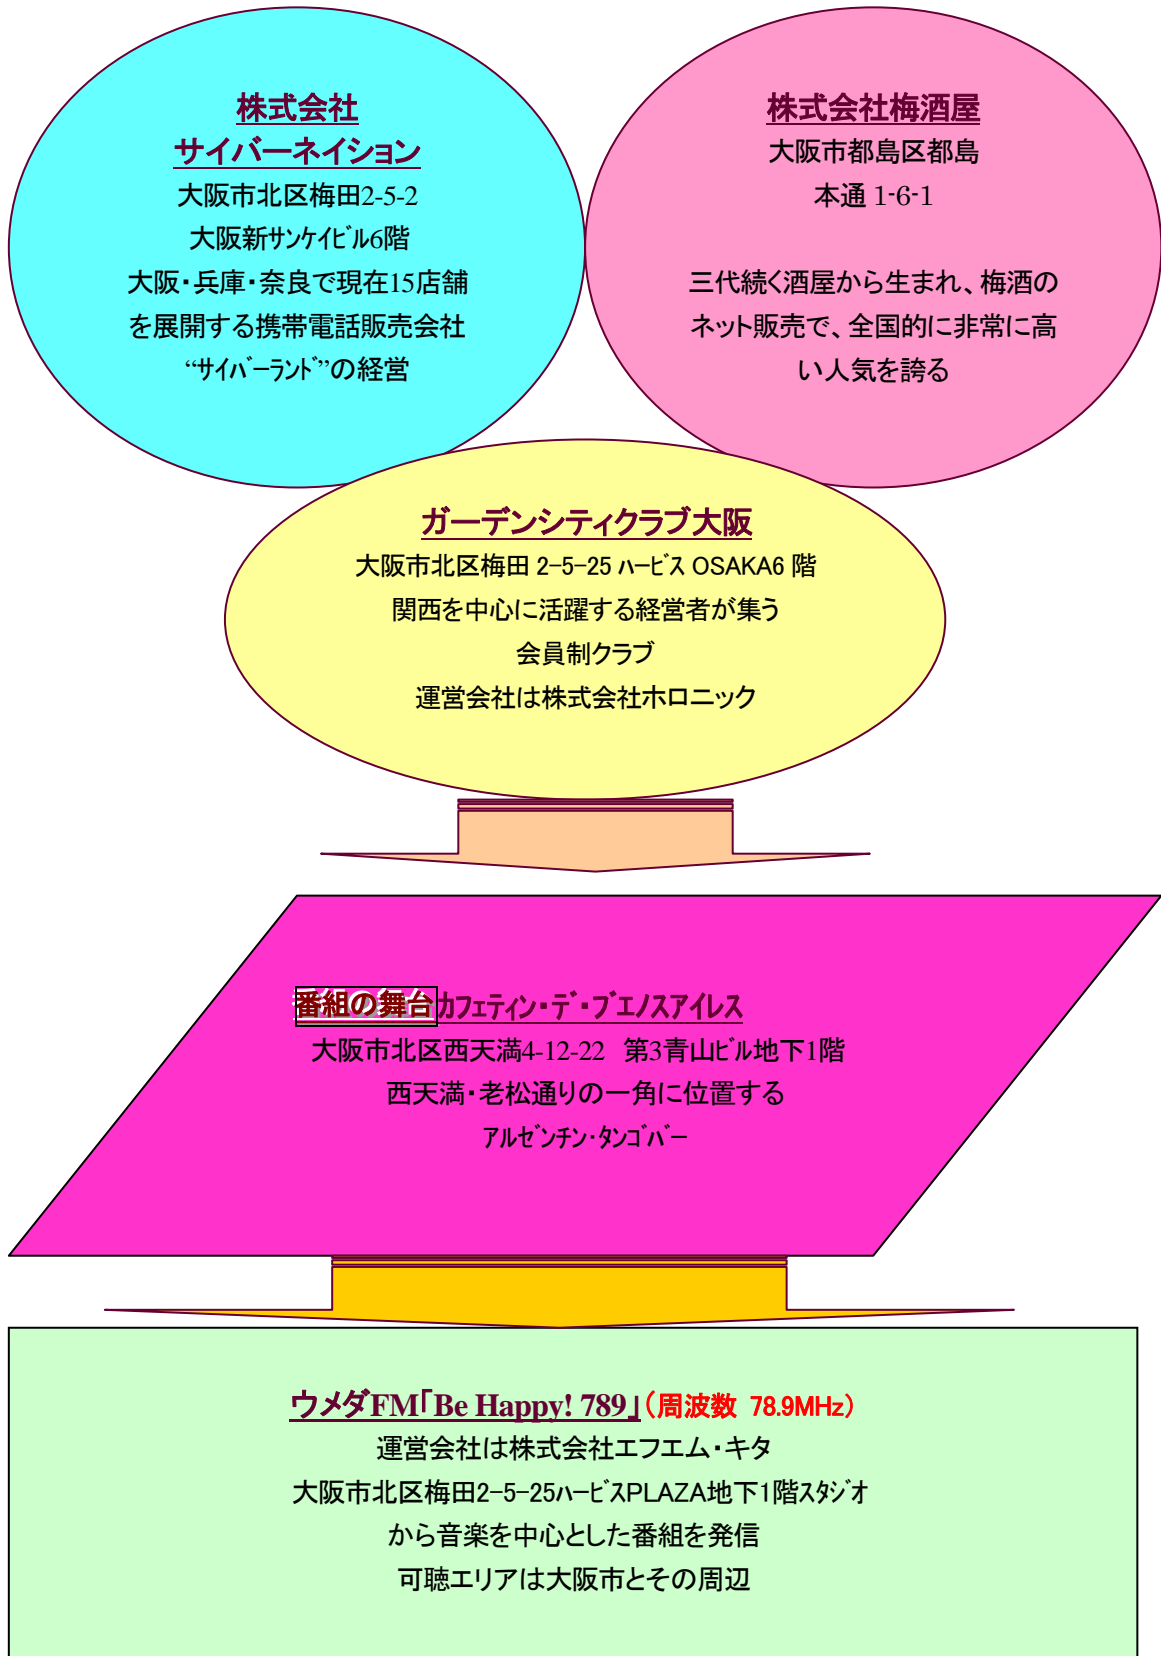 株式会社
サイバーネイション
大阪市北区梅田2-5-2
大阪新サンケイビル6階
大阪・兵庫・奈良で現在15店舗
を展開する携帯電話販売会社
“サイバーランド”の経営
株式会社梅酒屋
大阪市都島区都島
本通 1-6-1
三代続く酒屋から生まれ、梅酒の
ネット販売で、全国的に非常に高
い人気を誇る
ガーデンシティクラブ大阪
大阪市北区梅田 2-5-25 ハービス OSAKA6 階
関西を中心に活躍する経営者が集う
会員制クラブ
運営会社は株式会社ホロニック
番組の舞台カフェティン・デ・ブエノスアイレス
大阪市北区西天満4-12-22 第3青山ビル地下1階
西天満・老松通りの一角に位置する
アルゼンチン・タンゴバー
ウメダFM「Be Happy! 789」（周波数 78.9MHz）
運営会社は株式会社エフエム・キタ
大阪市北区梅田2-5-25ハービスPLAZA地下1階スタジオ
から音楽を中心とした番組を発信
可聴エリアは大阪市とその周辺